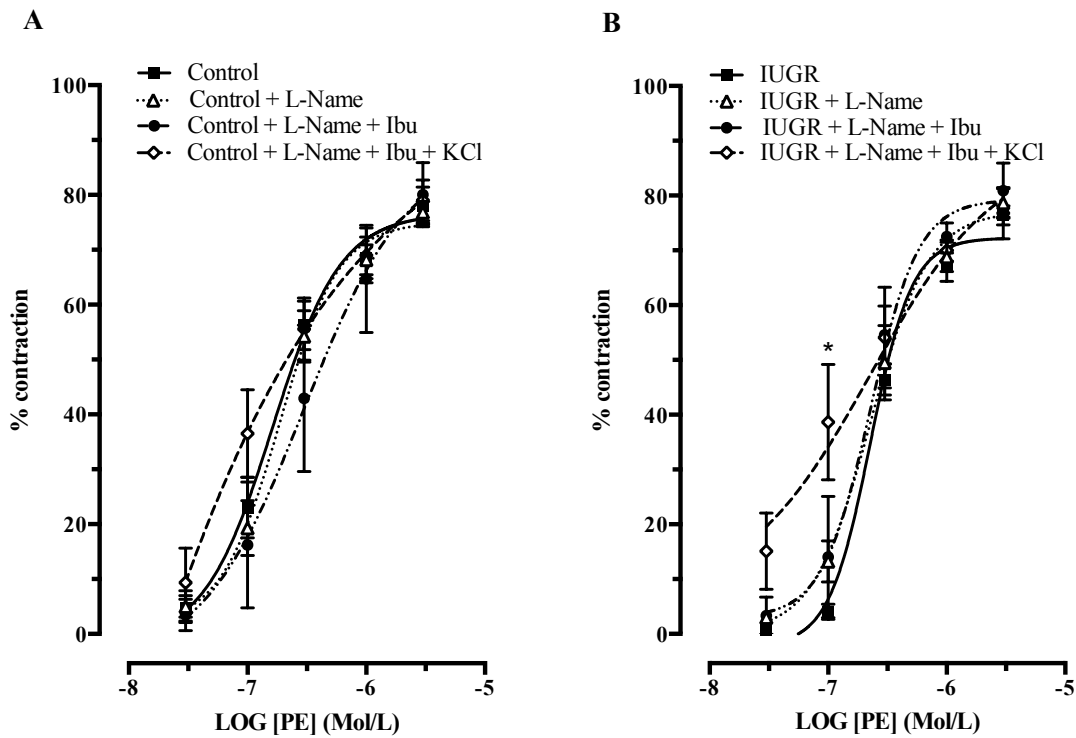 A
Control
Control + L-Name
Control + L-Name + Ibu
Control + L-Name + Ibu + KCl
100
80
60
40
20
0
% contraction
-8
-7
-6
-5
LOG [PE] (Mol/L)
B
IUGR
IUGR + L-Name
IUGR + L-Name + Ibu
IUGR + L-Name + Ibu + KCl
100
80
60
40
20
0
% contraction
*
-8
-7
-6
-5
LOG [PE] (Mol/L)